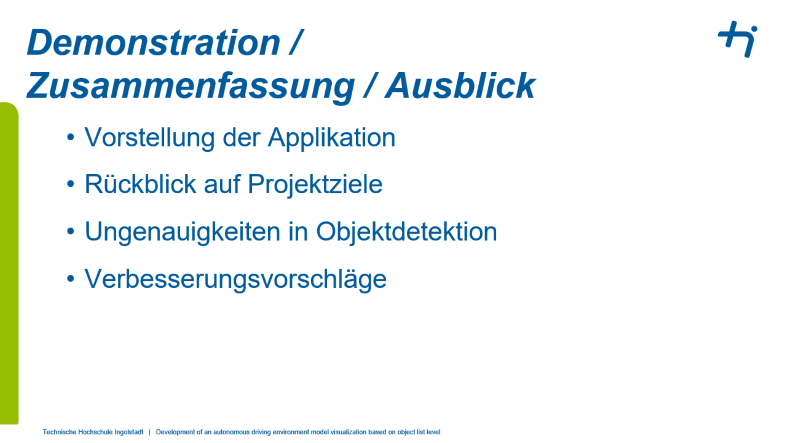 Demonstration /
Zusammenfassung / Ausblick
• Vorstellung der Applikation
• Rückblick auf Projektziele
• Ungenauigkeiten in Objektdetektion
• Verbesserungsvorschläge
Technische Hochschule Ingolstadt | Development of an autonomous driving environment model visualization based on object list level